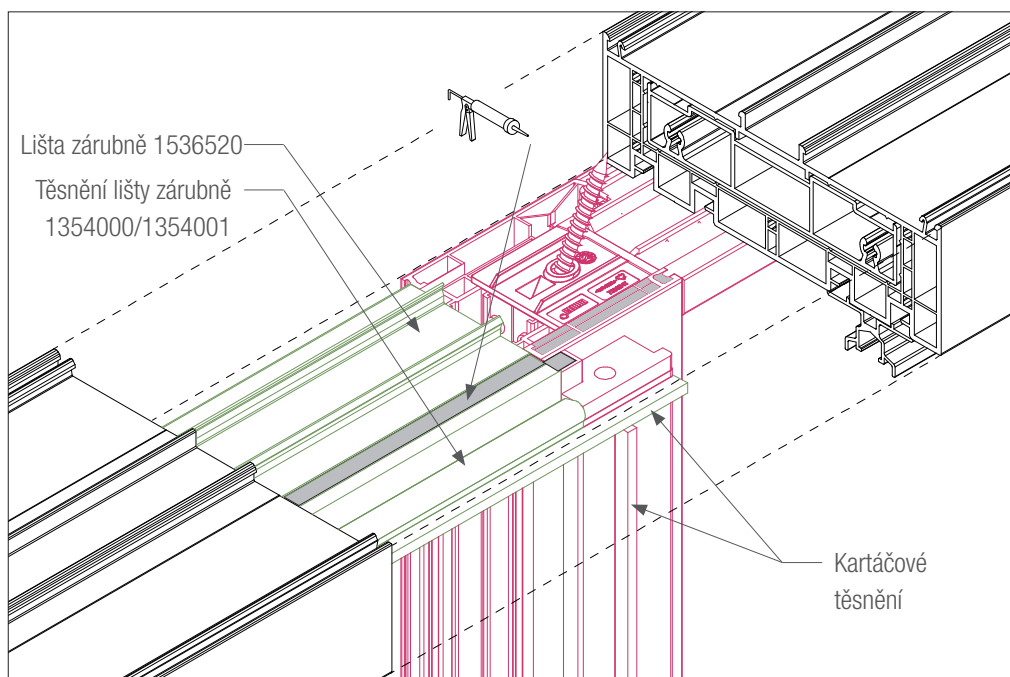 Lišta zárubně 1536520
Těsnění lišty zárubně
1354000/1354001
Kartáčové
těsnění